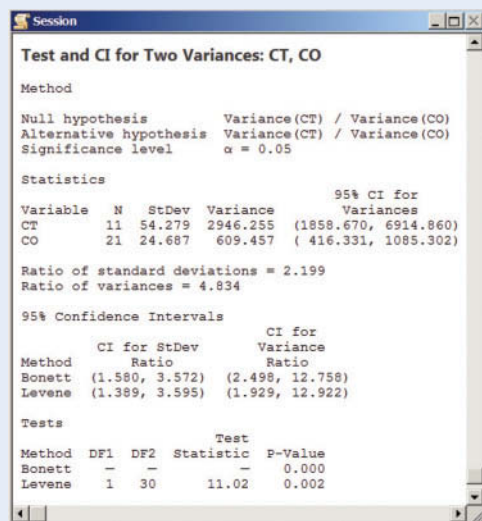 Session
Test and CI for Two Variances: CT, CO
Method
Null hypothesis Variance(CT) / Variance(CO)
Alternative hypothesis Variance(CT) / Variance(CO)
Significance level α = 0.05
Statistics
95% CI for
Variable N StDev Variance Variances
CT 11 54.279 2946.255 (1858.670, 6914.860)
CO 21 24.687 609.457 ( 416.331, 1085.302)
Ratio of standard deviations = 2.199
Ratio of variances = 4.834
95% Confidence Intervals
CI for
CI for StDev Variance
Method Ratio Ratio
Bonett (1.580, 3.572) (2.498, 12.758)
Levene (1.389, 3.595) (1.929, 12.922)
Tests
Test
Method DF1 DF2 Statistic P-Value
Bonett — — — 0.000
Levene 1 30 11.02 0.002